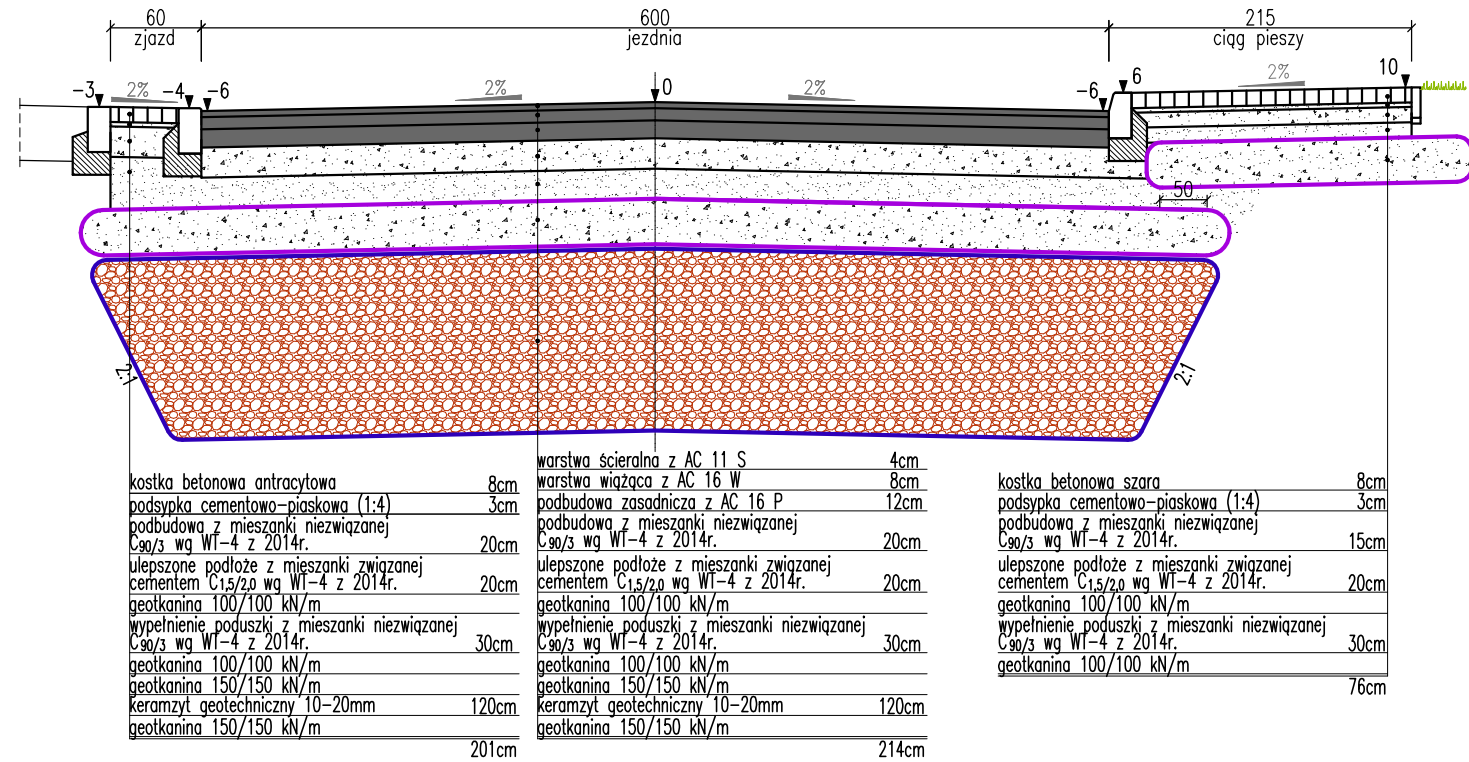 60
zjazd
600
jezdnia
215
ciąg pieszy
-3
2%
-4
-6
2%
0
2%
-6
6
2%
10
50
2:1
2:1
kostka betonowa antracytowa 8cm
podsypka cementowo-piaskowa (1:4) 3cm
podbudowa z mieszanki niezwiązanej
C90/3 wg WT-4 z 2014r. 20cm
ulepszone podłoże z mieszanki związanej
cementem C1,5/2,0 wg WT-4 z 2014r. 20cm
geotkanina 100/100 kN/m
wypełnienie poduszki z mieszanki niezwiązanej
C90/3 wg WT-4 z 2014r. 30cm
geotkanina 100/100 kN/m
geotkanina 150/150 kN/m
keramzyt geotechniczny 10-20mm 120cm
geotkanina 150/150 kN/m
201cm
warstwa ścieralna z AC 11 S 4cm
warstwa wiążąca z AC 16 W 8cm
podbudowa zasadnicza z AC 16 P 12cm
podbudowa z mieszanki niezwiązanej
C90/3 wg WT-4 z 2014r. 20cm
ulepszone podłoże z mieszanki związanej
cementem C1,5/2,0 wg WT-4 z 2014r. 20cm
geotkanina 100/100 kN/m
wypełnienie poduszki z mieszanki niezwiązanej
C90/3 wg WT-4 z 2014r. 30cm
geotkanina 100/100 kN/m
geotkanina 150/150 kN/m
keramzyt geotechniczny 10-20mm 120cm
geotkanina 150/150 kN/m
214cm
kostka betonowa szara 8cm
podsypka cementowo-piaskowa (1:4) 3cm
podbudowa z mieszanki niezwiązanej
C90/3 wg WT-4 z 2014r. 15cm
ulepszone podłoże z mieszanki związanej
cementem C1,5/2,0 wg WT-4 z 2014r. 20cm
geotkanina 100/100 kN/m
wypełnienie poduszki z mieszanki niezwiązanej
C90/3 wg WT-4 z 2014r. 30cm
geotkanina 100/100 kN/m
76cm